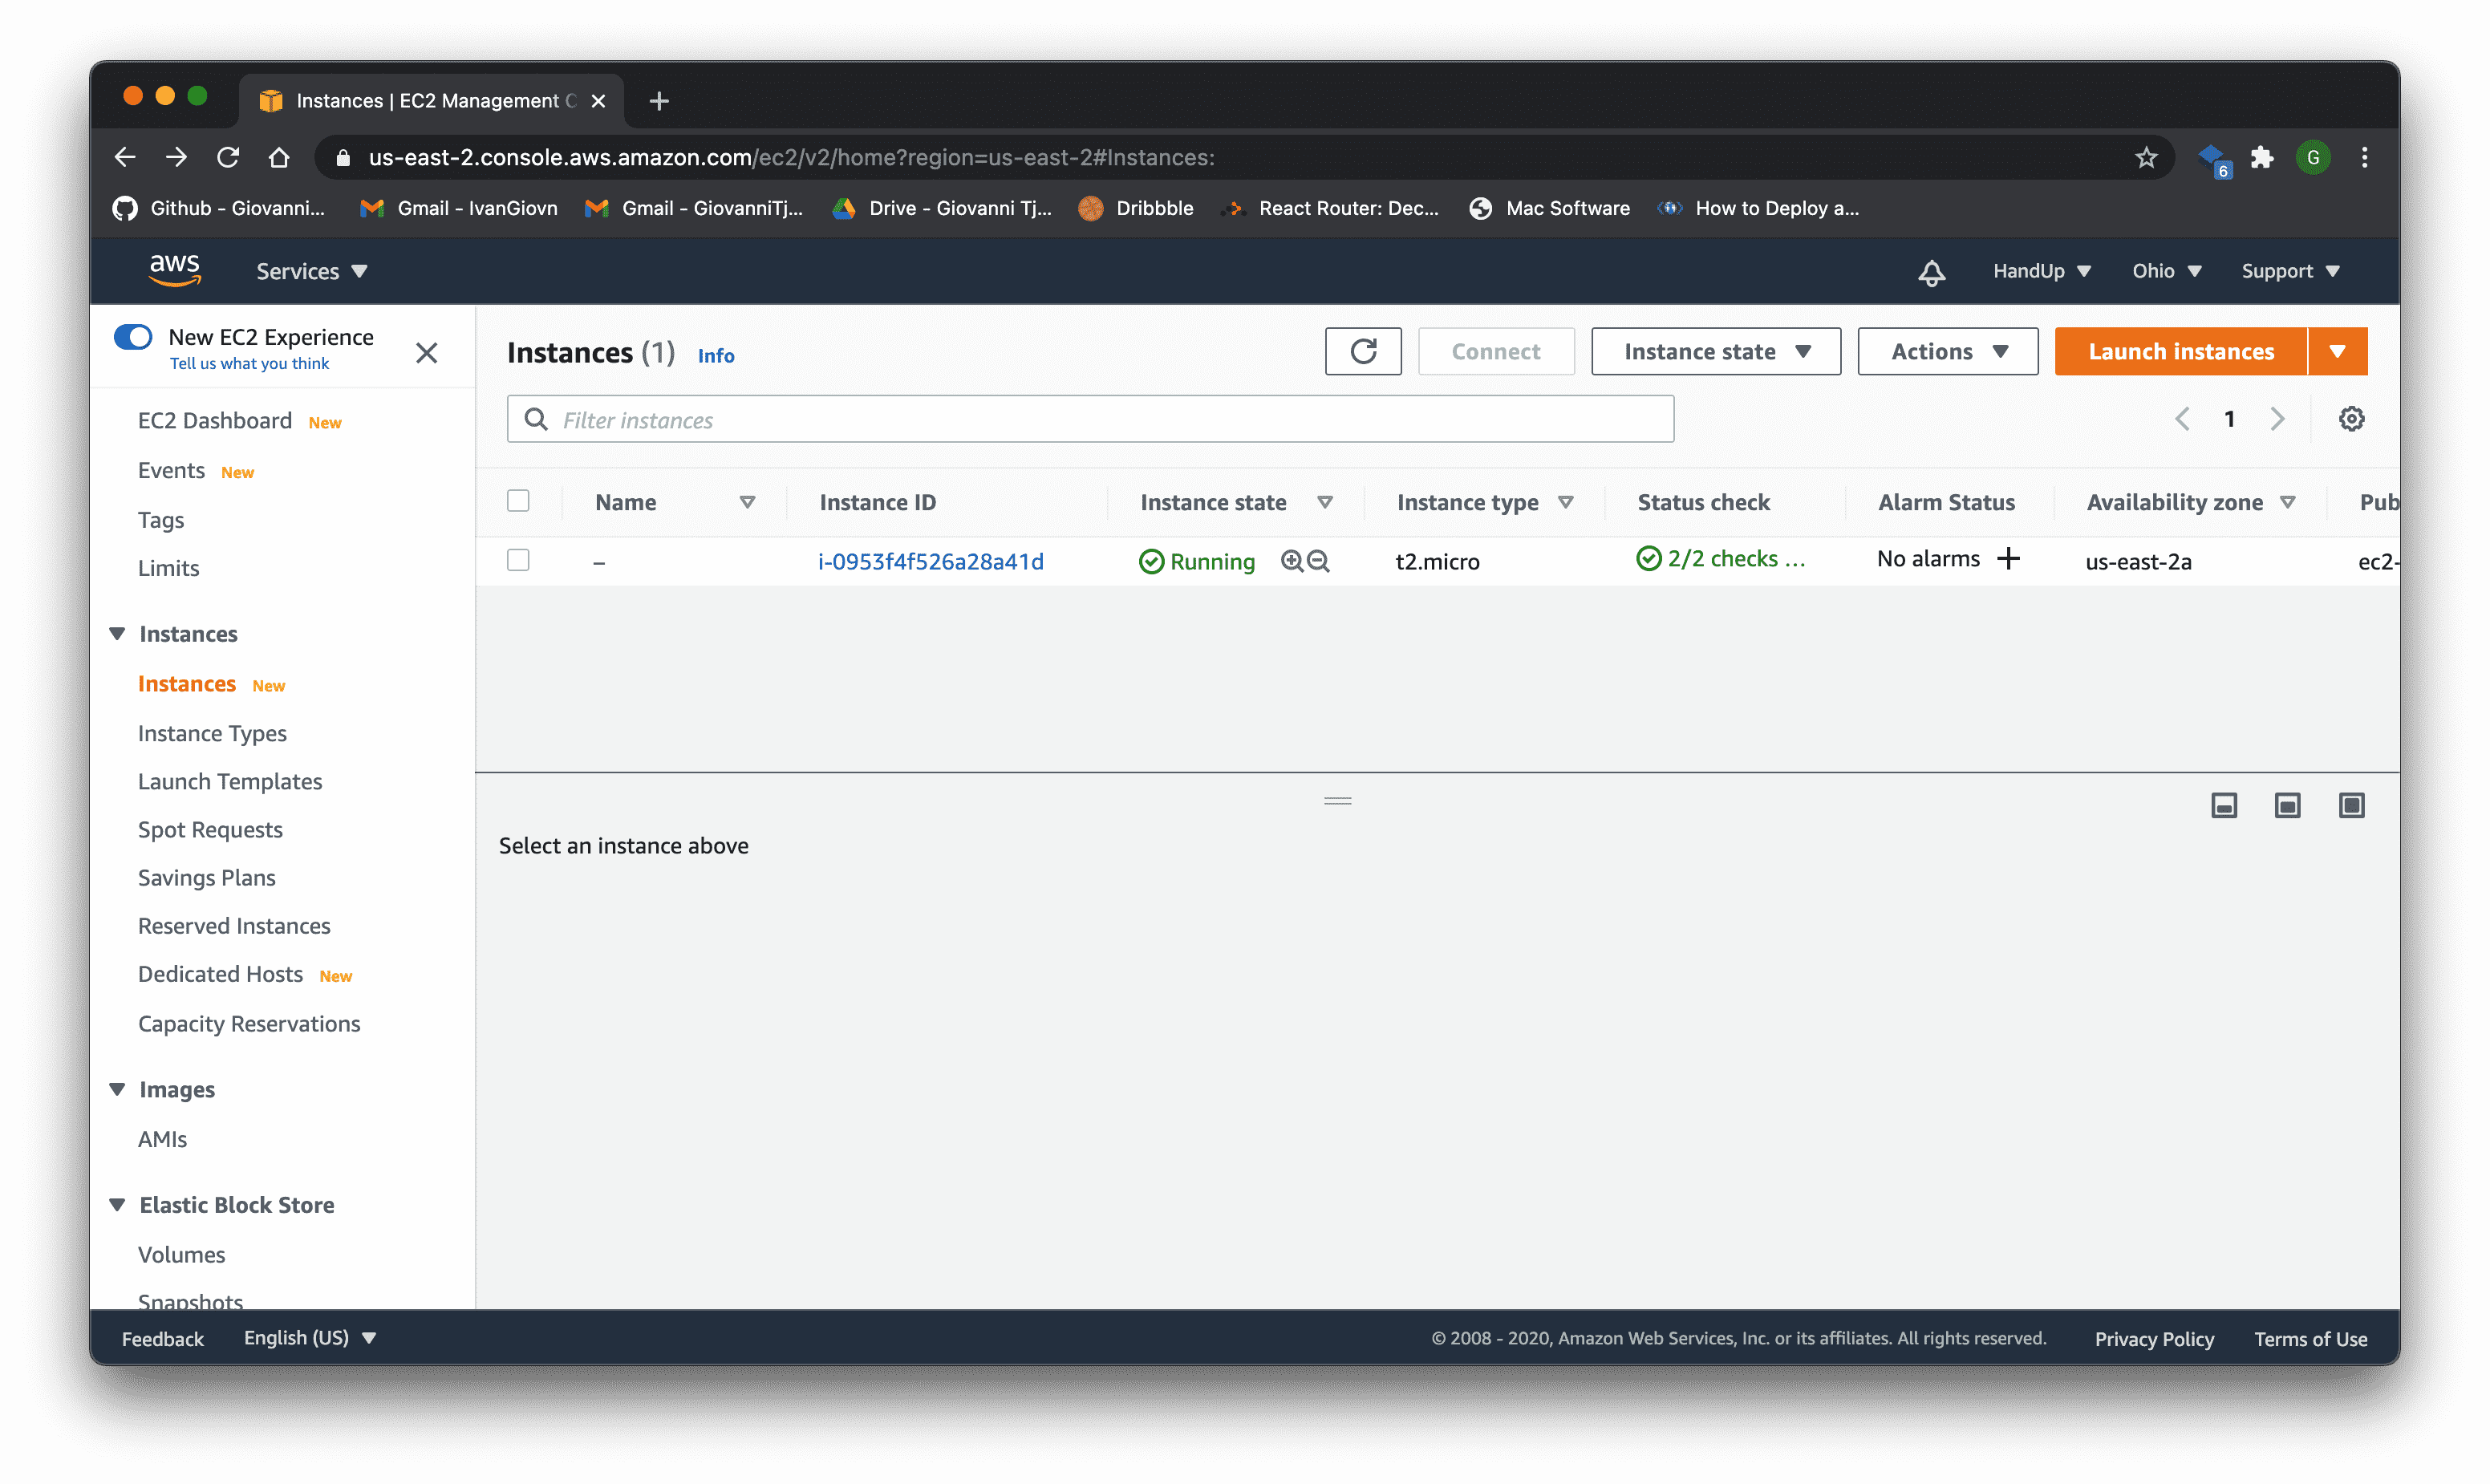 Instances | EC2 Management C
us-east-2.console.aws.amazon.com/ec2/v2/home?region=us-east-2#Instances:
6
G
Github - Giovanni...
Gmail - IvanGiovn
Gmail - GiovanniTj...
Drive - Giovanni Tj...
Dribbble
React Router: Dec...
Mac Software
How to Deploy a...
aws
Services
HandUp
Ohio
Support
New EC2 Experience
Tell us what you think
EC2 Dashboard New
Events New
Tags
Limits
Instances
Instances New
Instance Types
Launch Templates
Spot Requests
Savings Plans
Reserved Instances
Dedicated Hosts New
Capacity Reservations
Images
AMIs
Elastic Block Store
Volumes
Snapshots
Instances (1) Info
Connect
Instance state
Actions
Launch instances
Filter instances
1
Name Instance ID Instance state Instance type Status check Alarm Status Availability zone Pub
– i-0953f4f526a28a41d Running t2.micro 2/2 checks ... No alarms + us-east-2a ec2-
Select an instance above
Feedback
English (US)
© 2008 - 2020, Amazon Web Services, Inc. or its affiliates. All rights reserved.
Privacy Policy
Terms of Use